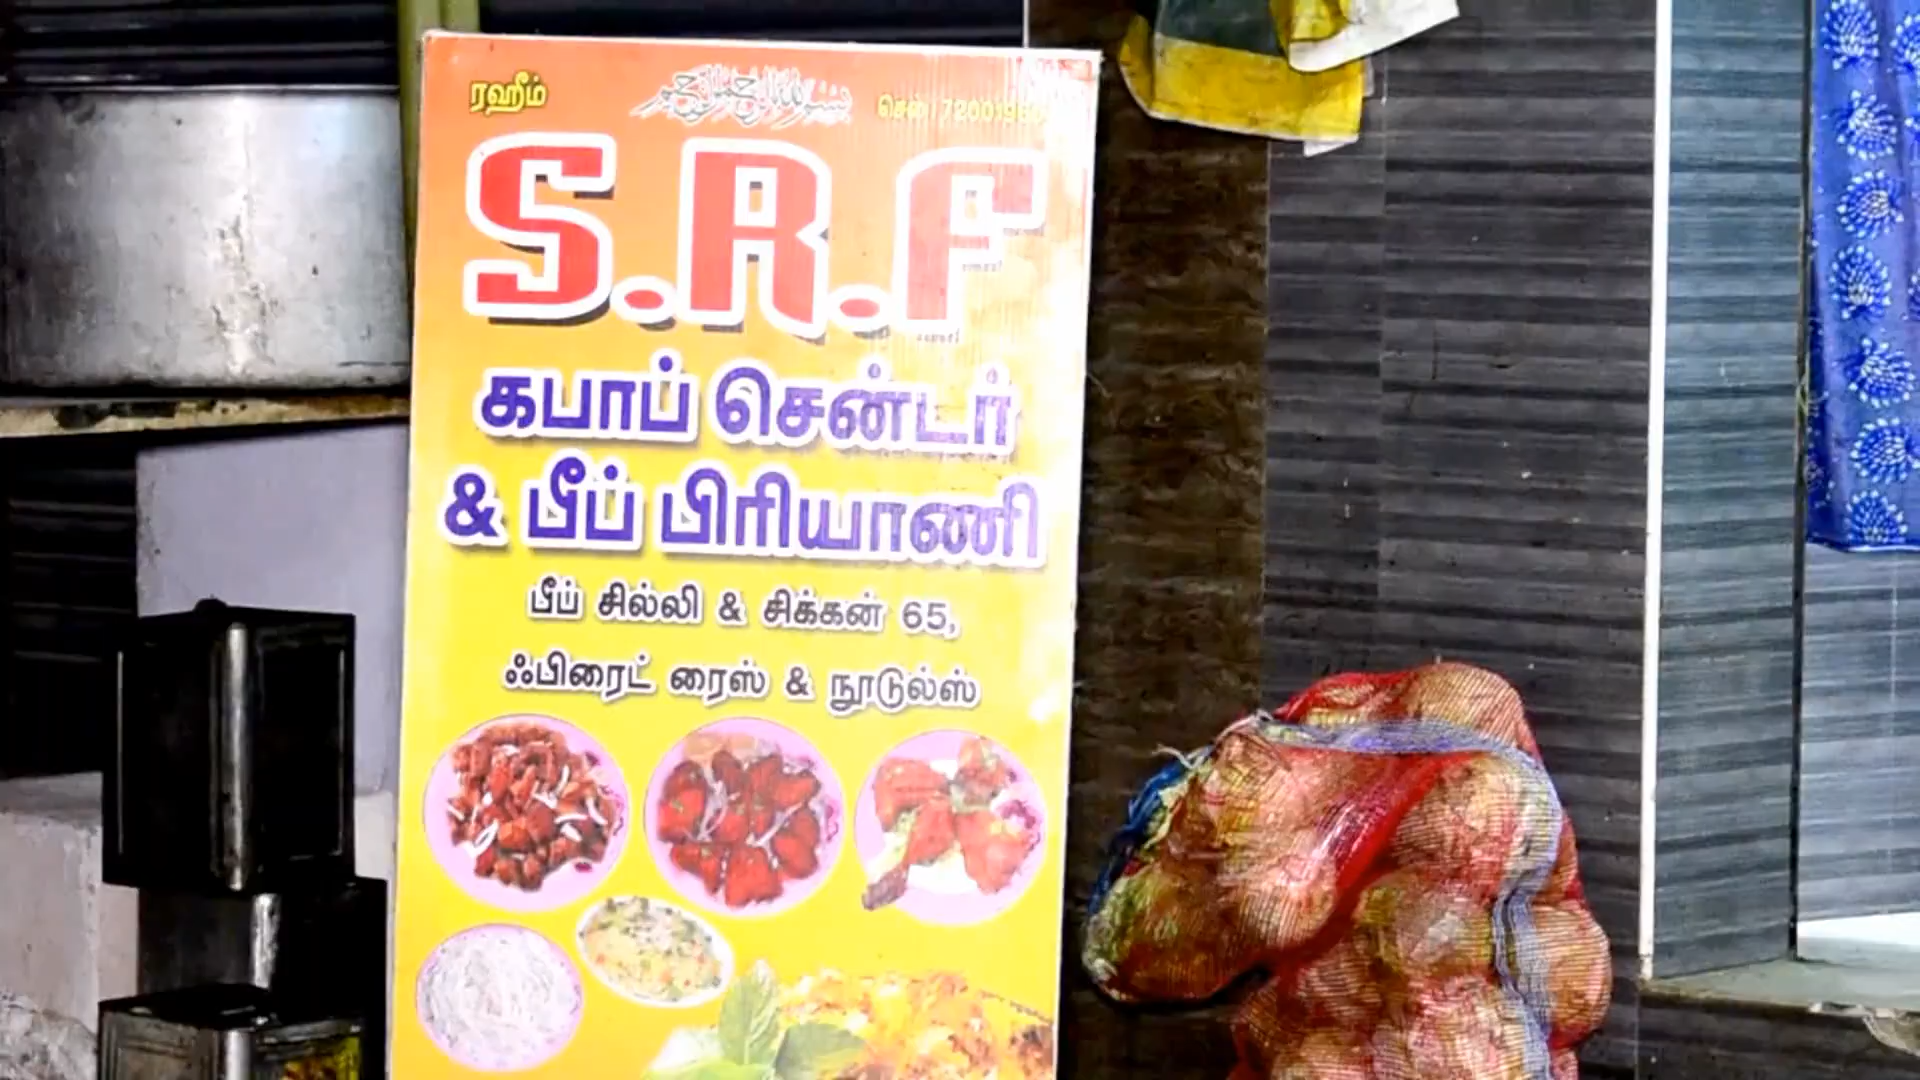 ரஹீம்
செல்
S.R.F
கபாப் சென்டர்
& பீப் பிரியாணி
பீப் சில்லி & சிக்கன் 65,
ஃபிரைட் ரைஸ் & நூடுல்ஸ்